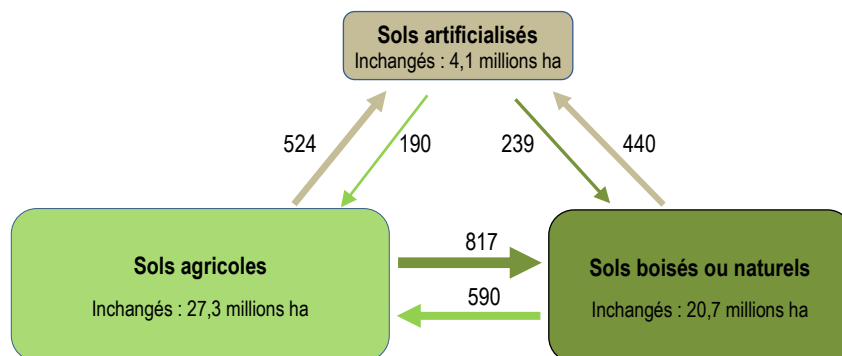 Sols artificialisés
Inchangés : 4,1 millions ha
524
190
239
440
Sols agricoles
Inchangés : 27,3 millions ha
817
590
Sols boisés ou naturels
Inchangés : 20,7 millions ha